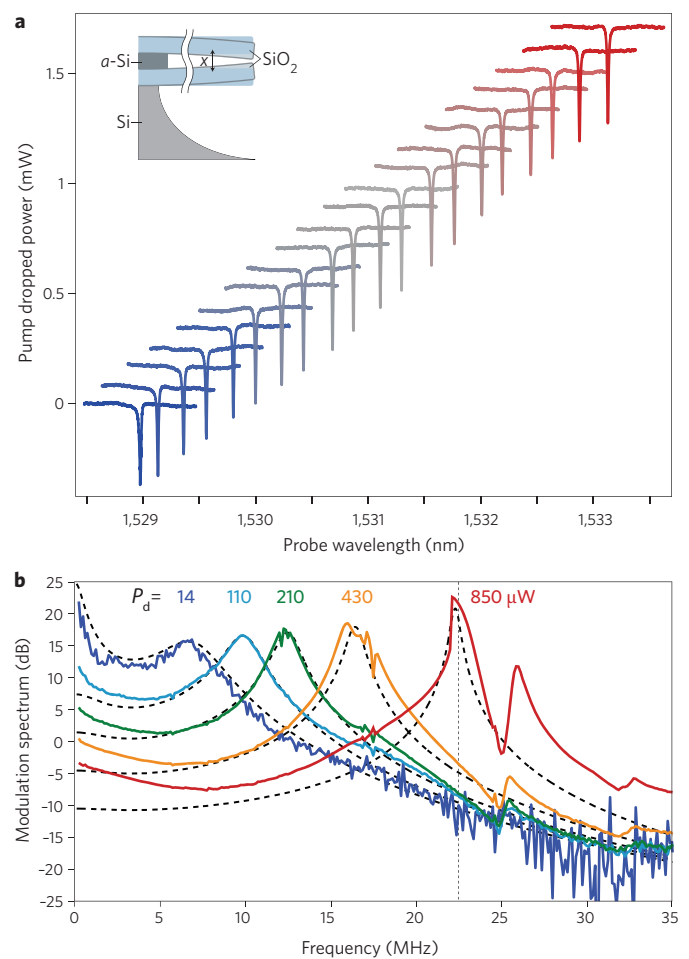 a
a-Si
x
SiO2
Si
1.5
1
0.5
0
Pump dropped power (mW)
1,529
1,530
1,531
1,532
1,533
Probe wavelength (nm)
b
25
20
15
10
5
0
-5
-10
-15
-20
-25
Modulation spectrum (dB)
Pd= 14 110 210 430 850 μW
0
5
10
15
20
25
30
35
Frequency (MHz)